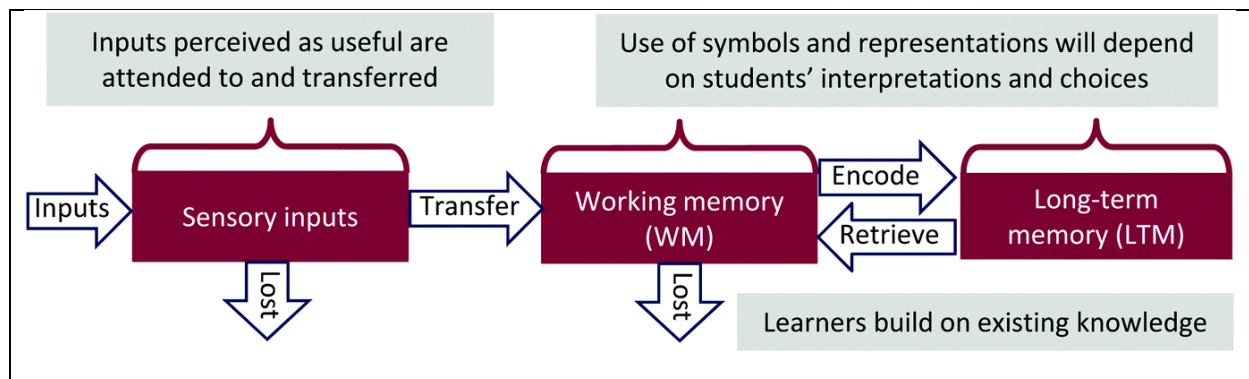 Inputs perceived as useful are
attended to and transferred
Use of symbols and representations will depend
on students’ interpretations and choices
Inputs
Sensory inputs
Transfer
Working memory
(WM)
Encode
Retrieve
Long-term
memory (LTM)
Lost
Lost
Learners build on existing knowledge